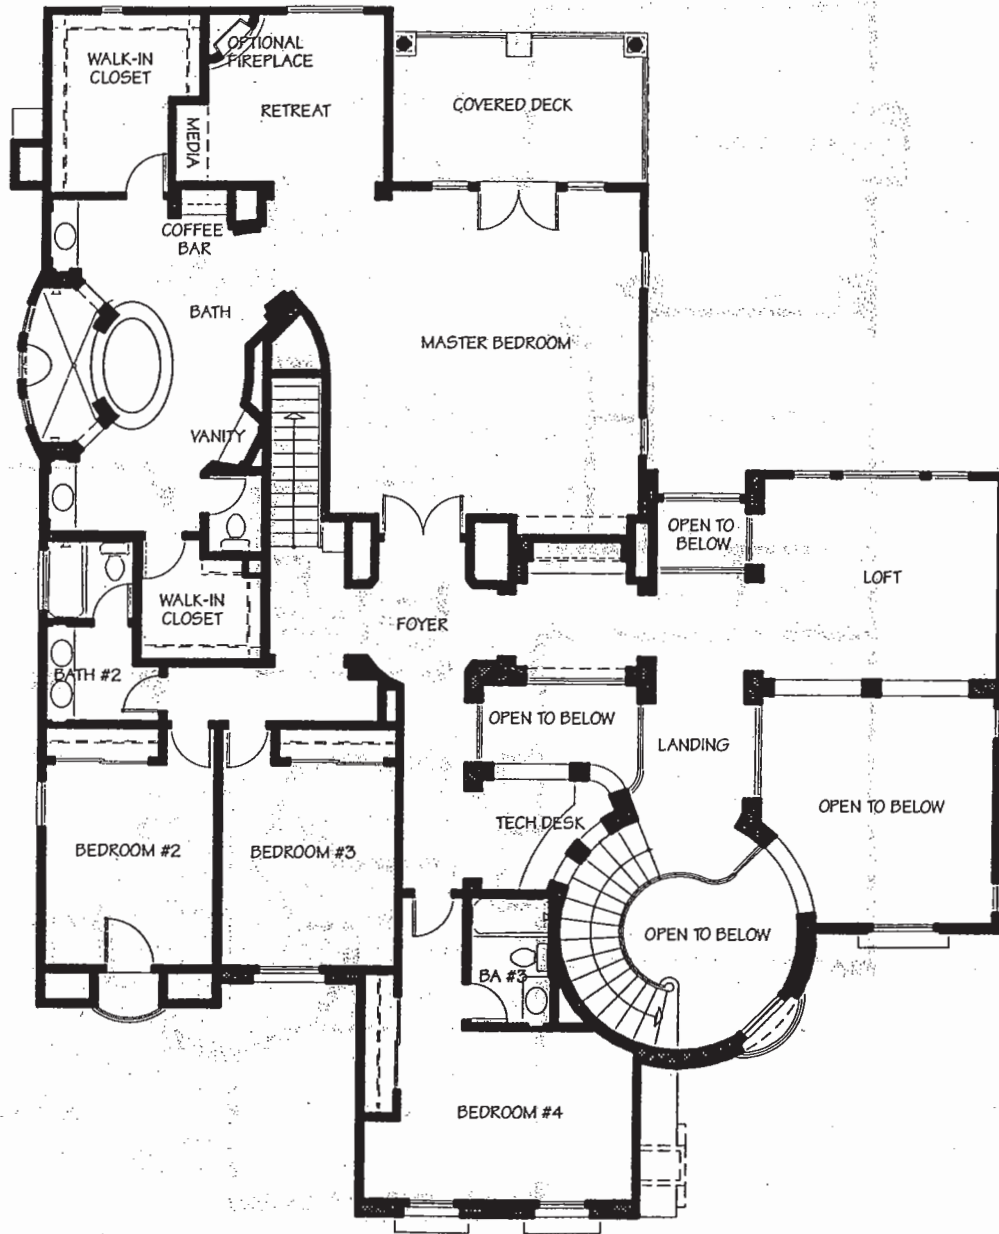 OPTIONAL
FIREPLACE
WALK-IN
CLOSET
RETREAT
COVERED DECK
MEDIA
COFFEE
BAR
BATH
MASTER BEDROOM
VANITY
OPEN TO
BELOW
LOFT
WALK-IN
CLOSET
FOYER
BATH #2
OPEN TO BELOW
LANDING
TECH DESK
OPEN TO BELOW
BEDROOM #2
BEDROOM #3
OPEN TO BELOW
BA #3
BEDROOM #4